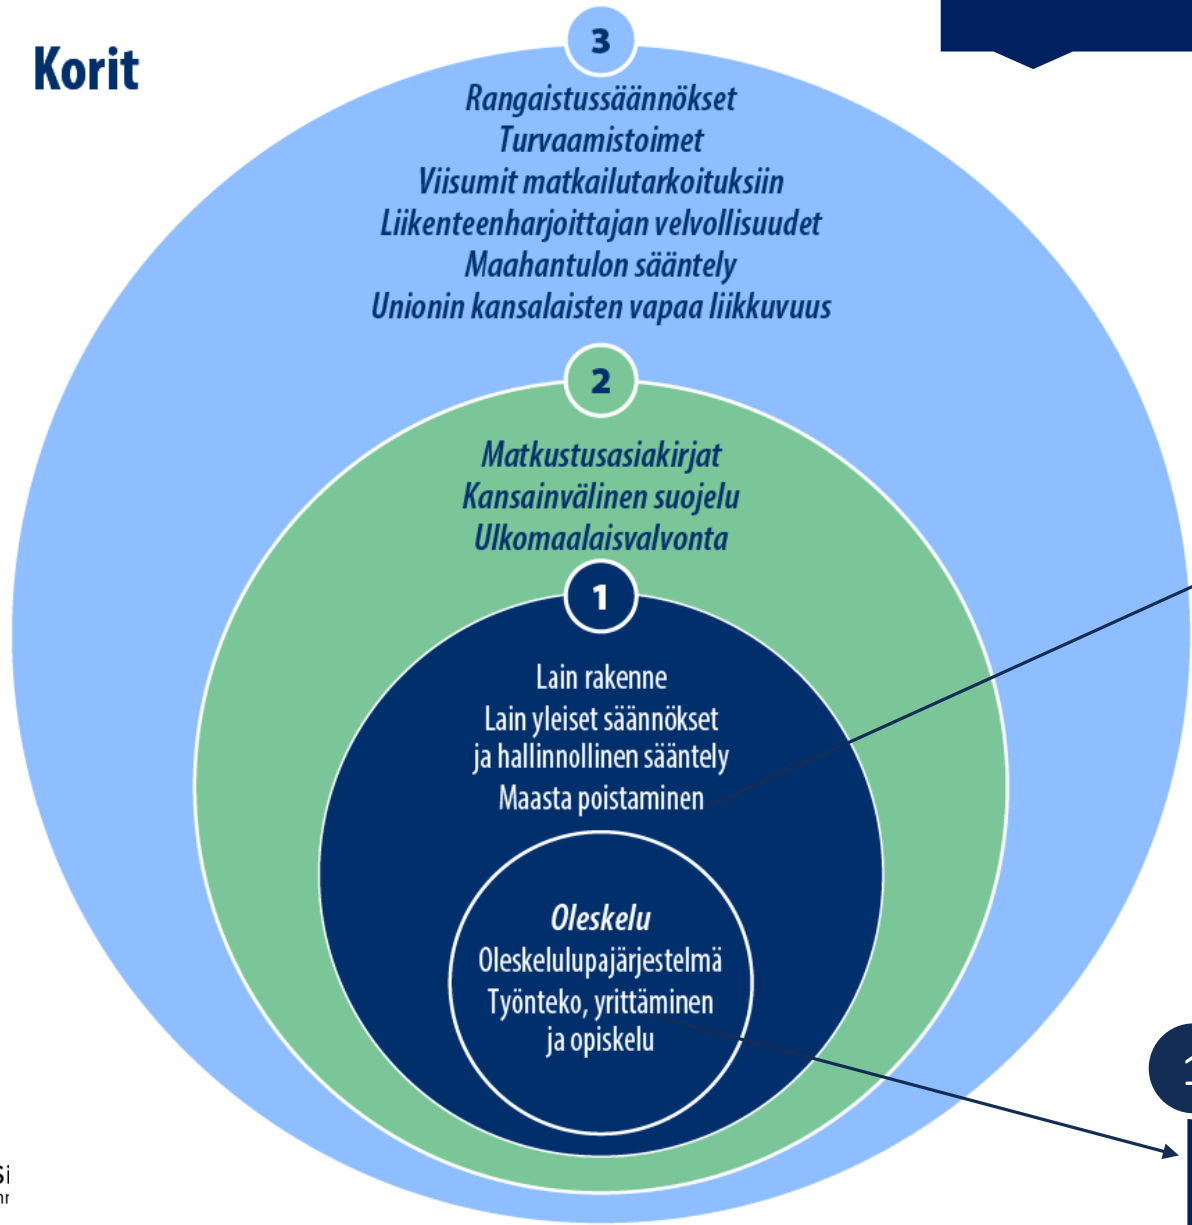 Korit
3
Rangaistussäännökset
Turvaamistoimet
Viisumit matkailutarkoituksiin
Liikenteenharjoittajan velvollisuudet
Maahantulon sääntely
Unionin kansalaisten vapaa liikkuvuus
2
Matkustusasiakirjat
Kansainvälinen suojelu
Ulkomaalaisvalvonta
1
Lain rakenne
Lain yleiset säännökset
ja hallinnollinen sääntely
Maasta poistaminen
Oleskelu
Oleskelulupajärjestelmä
Työnteko, yrittäminen
ja opiskelu
1